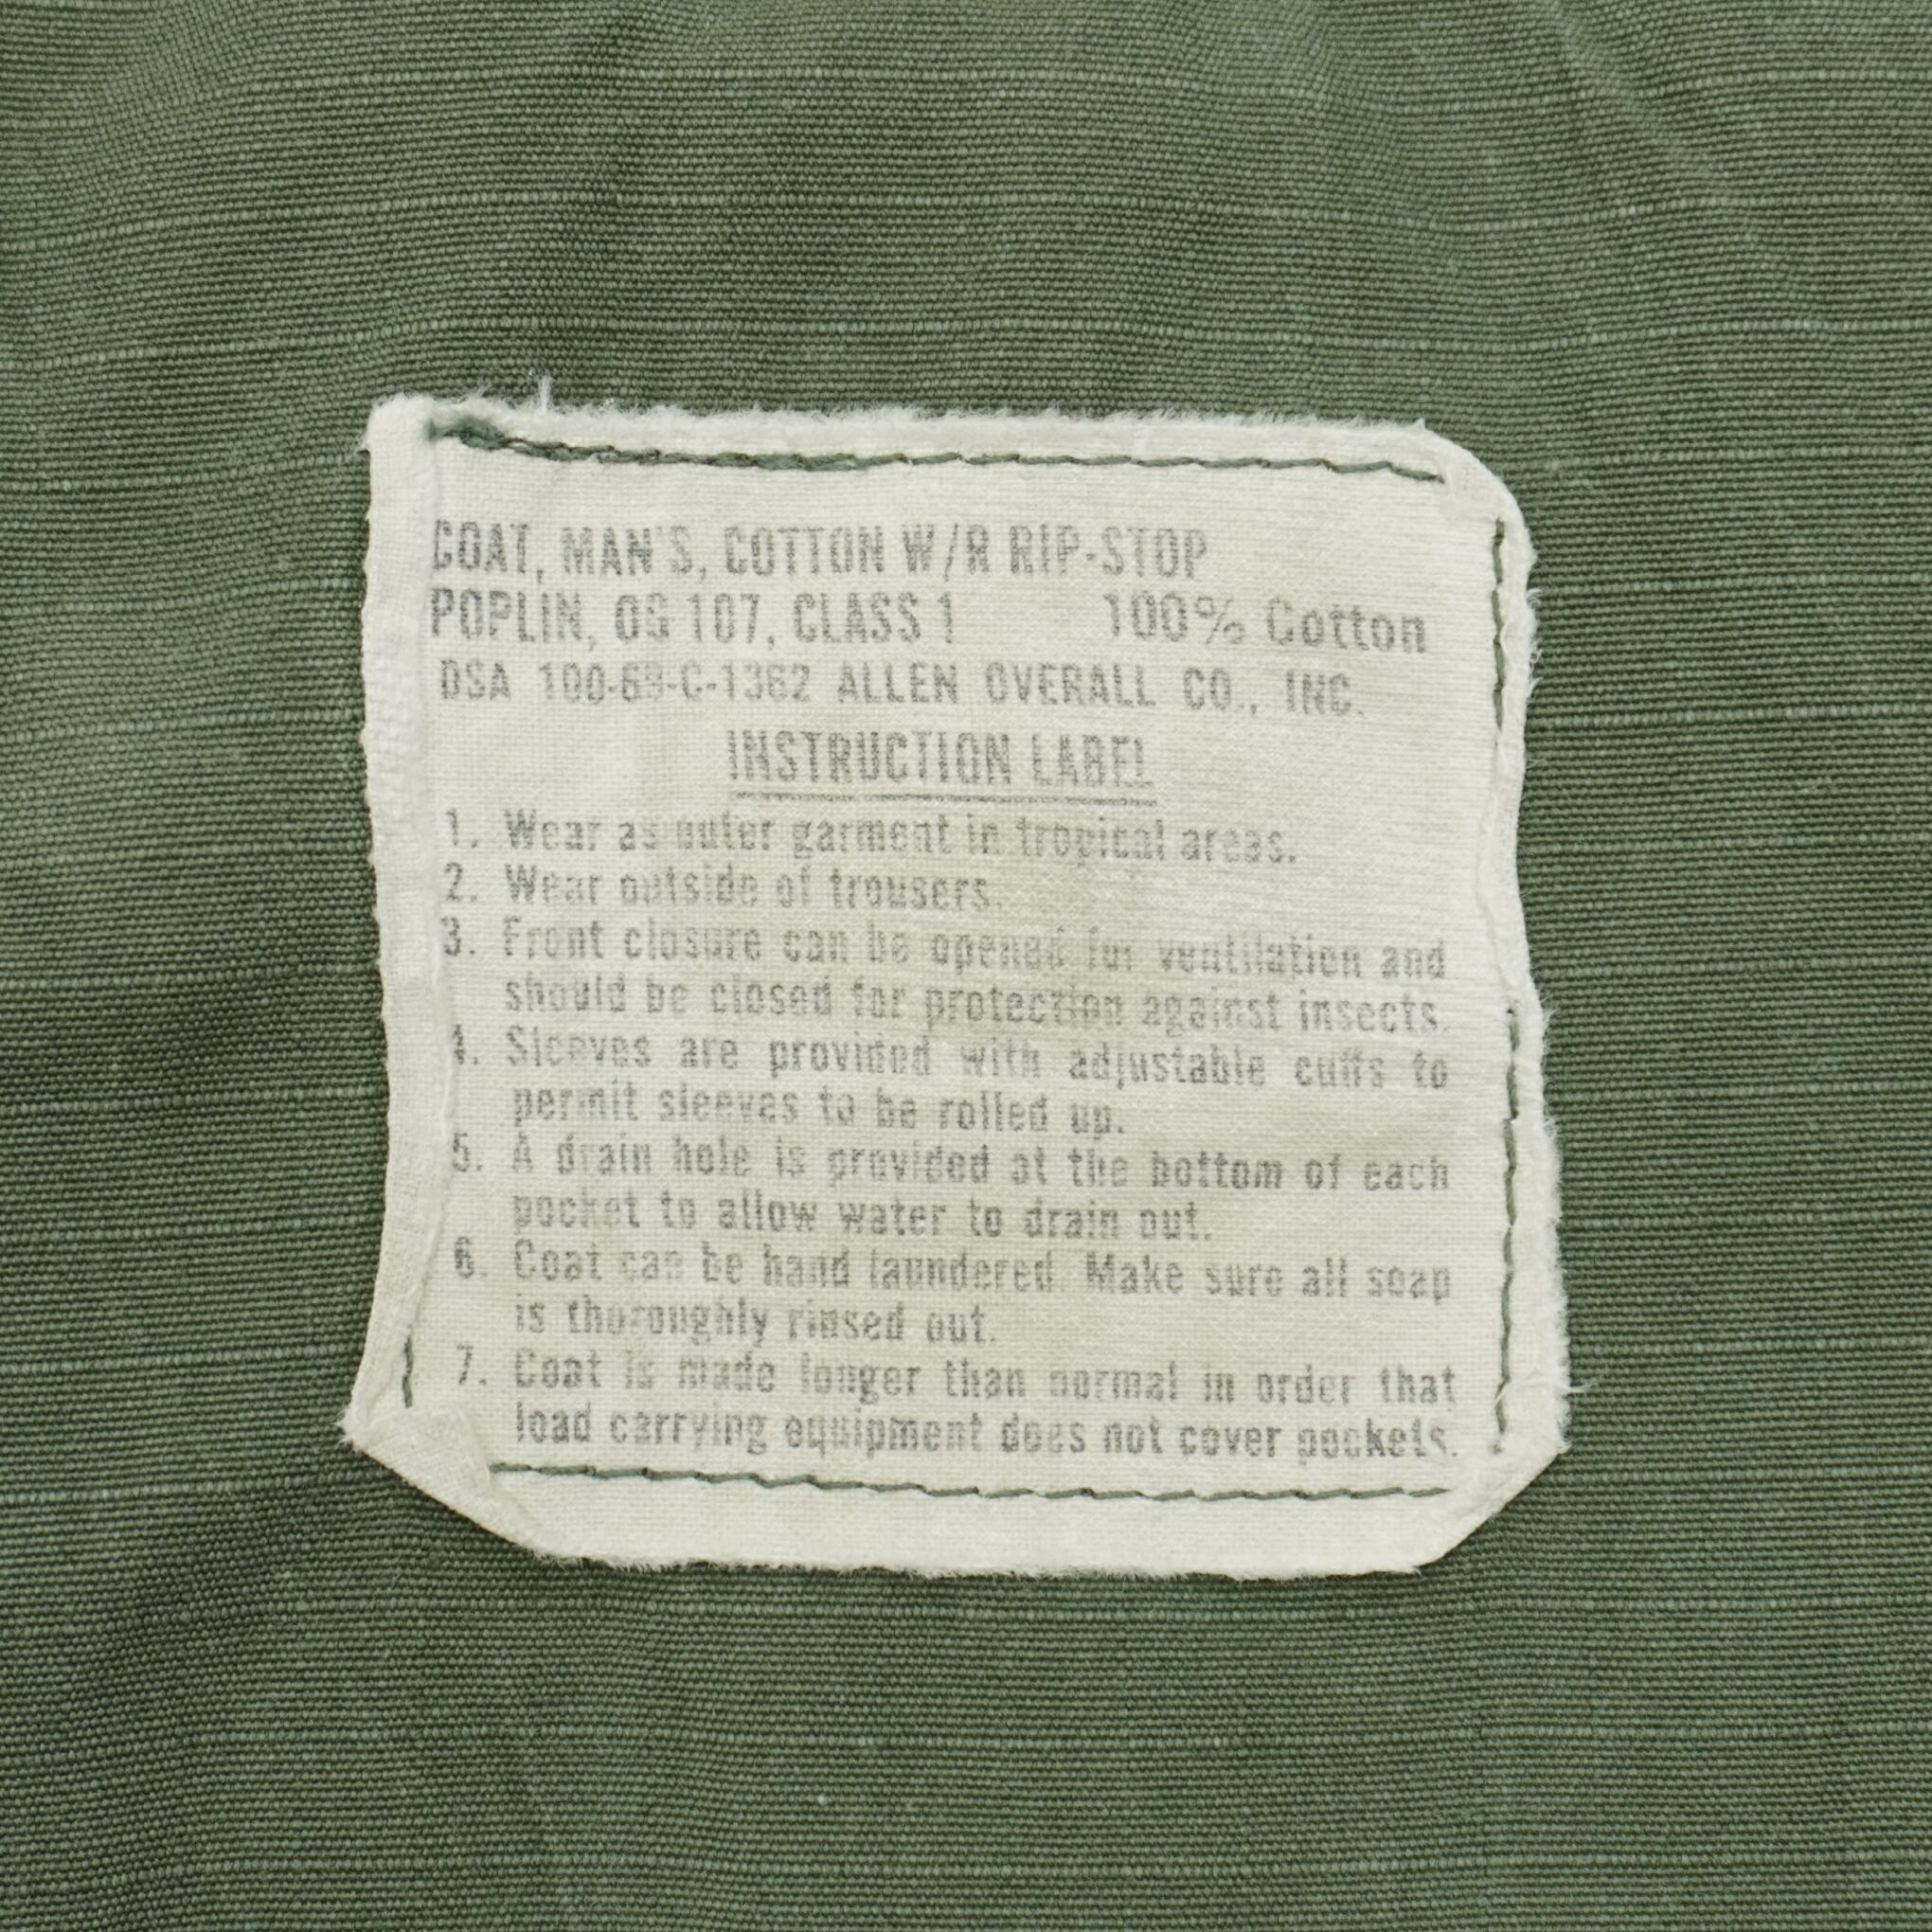 COAT, MAN'S, COTTON W/R RIP-STOP
POPLIN, OG 107, CLASS 1 100% Cotton
DSA 100-69-C-1362 ALLEN OVERALL CO., INC.
INSTRUCTION LABEL
1. Wear as outer garment in tropical areas.
2. Wear outside of trousers.
3. Front closure can be opened for ventilation and
should be closed for protection against insects.
4. Sleeves are provided with adjustable cuffs to
permit sleeves to be rolled up.
5. A drain hole is provided at the bottom of each
pocket to allow water to drain out.
6. Coat can be hand laundered. Make sure all soap
is thoroughly rinsed out.
7. Coat is made longer than normal in order that
load carrying equipment does not cover pockets.